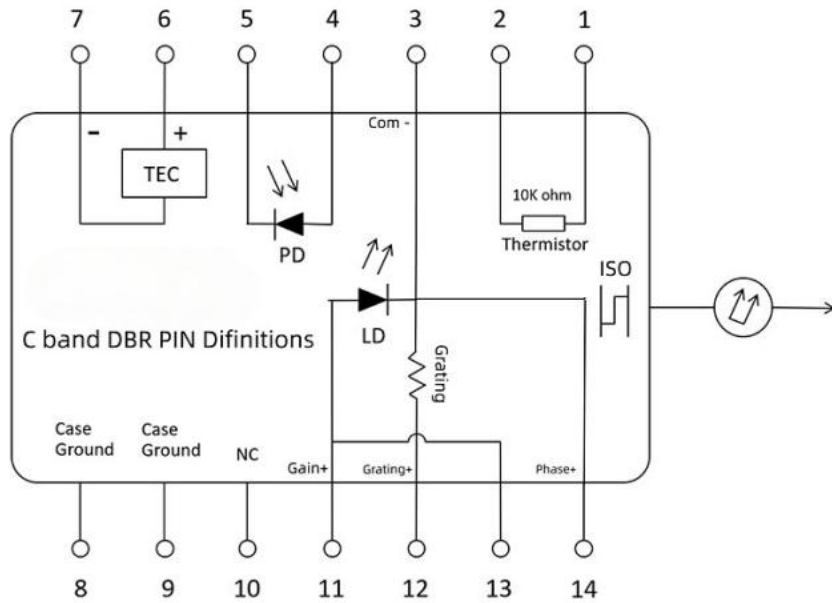 7 6 5 4 3 2 1
Com -
- +
TEC
10K ohm
Thermistor
PD
ISO
LD
C band DBR PIN Difinitions
Grating
Case
Ground
Case
Ground
NC
Gain+
Grating+
Phase+
8 9 10 11 12 13 14